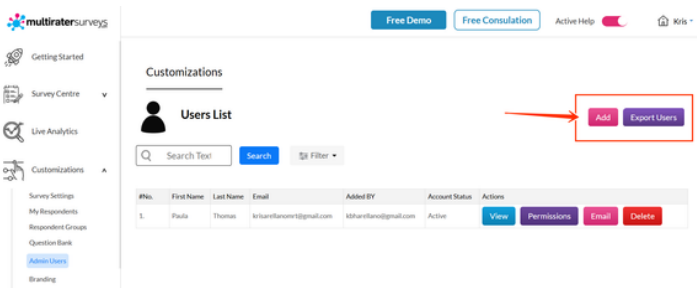 multiratersurveys
Free Demo
Free Consulation
Active Help
Kris
Getting Started
Survey Centre
Live Analytics
Customizations
Survey Settings
My Respondents
Respondent Groups
Question Bank
Admin Users
Branding
Customizations
Users List
Add
Export Users
Search Text
Search
Filter
#No. First Name Last Name Email Added BY Account Status Actions
1. Paula Thomas krisarellanomrt@gmail.com kbharellano@gmail.com Active View Permissions Email Delete